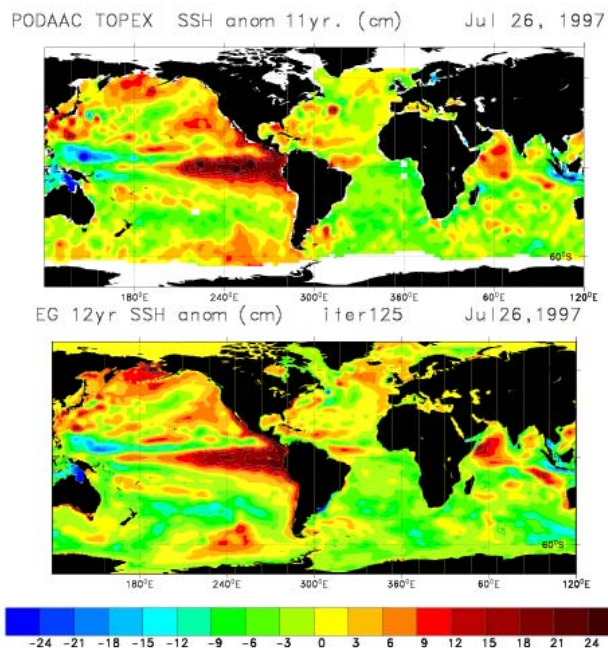 PODAAC TOPEX SSH anom 11yr. (cm) Jul 26, 1997
60°S
180°E 240°E 300°E 360°E 60°E 120°E
EG 12yr SSH anom (cm) iter125 Jul26,1997
60°S
180°E 240°E 300°E 360°E 60°E 120°E
-24 -21 -18 -15 -12 -9 -6 -3 0 3 6 9 12 15 18 21 24